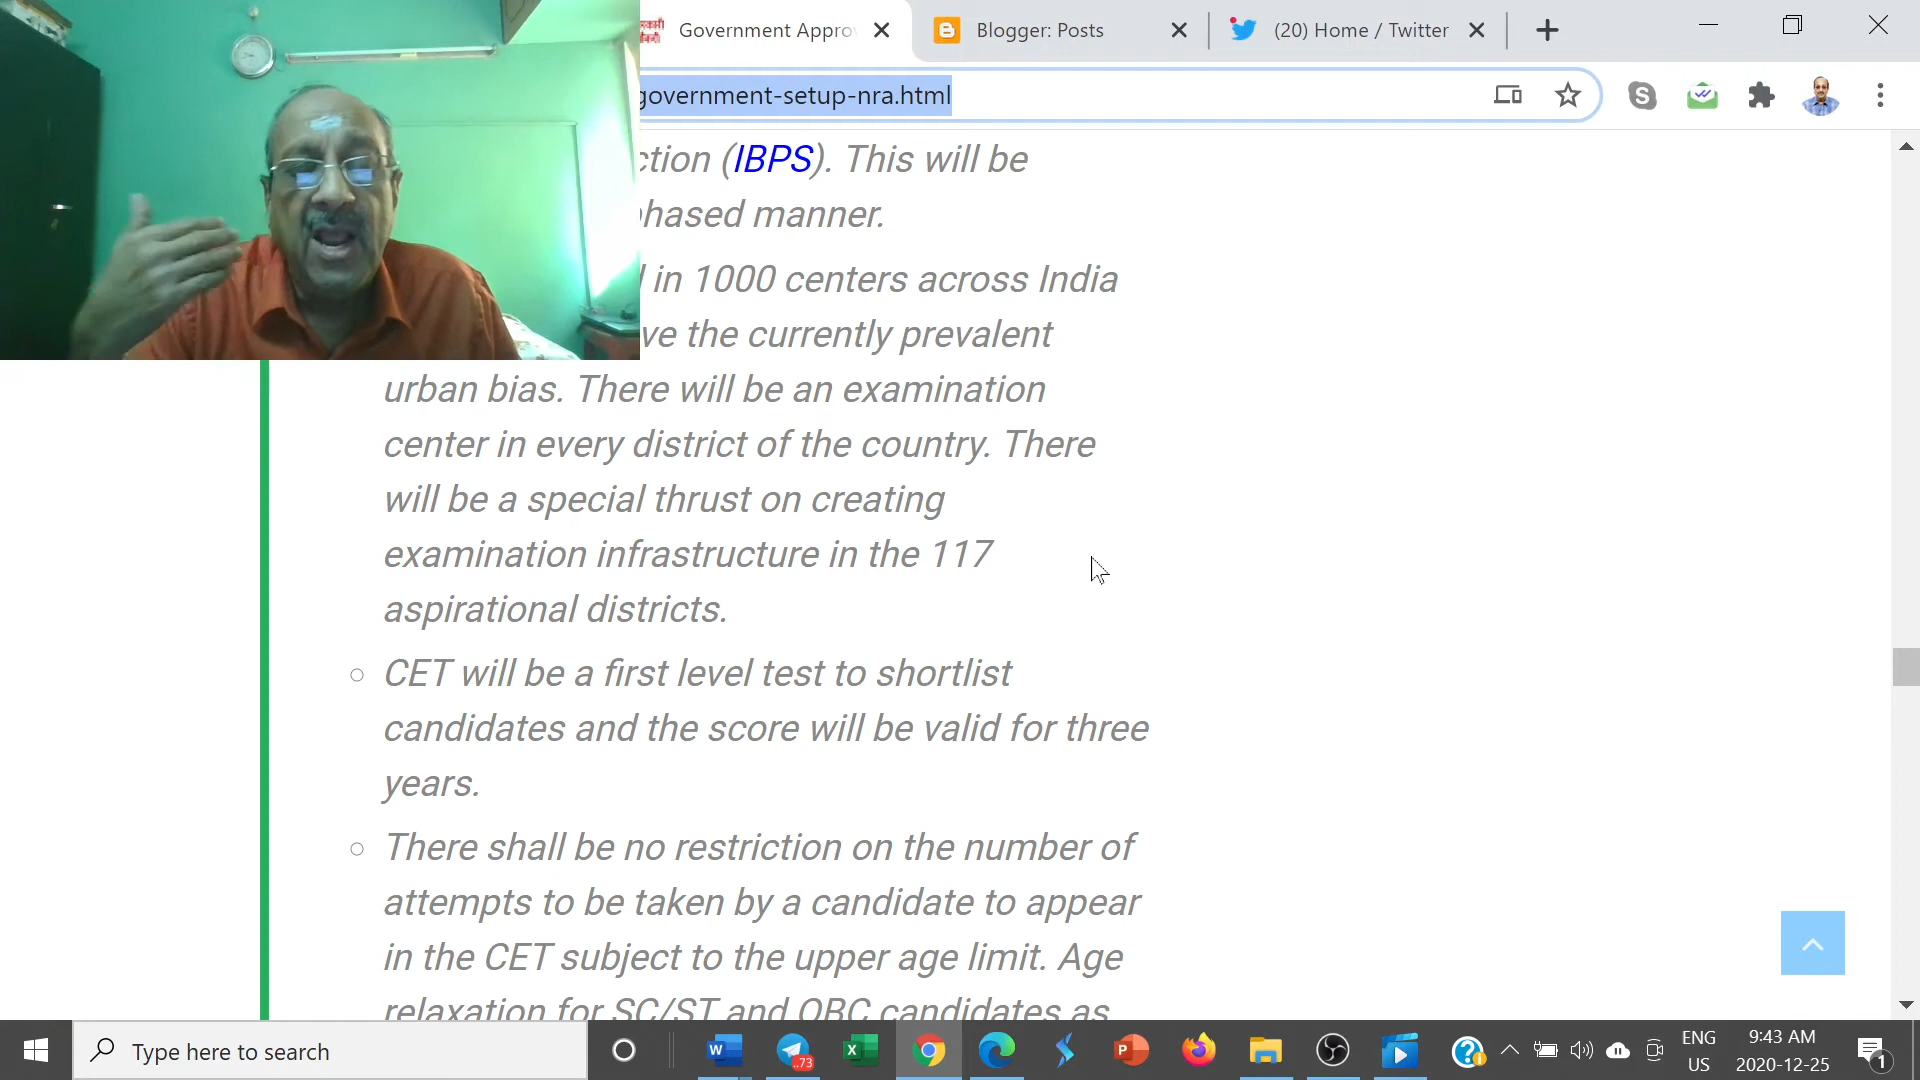 Government Appro
Blogger: Posts
(20) Home / Twitter
government-setup-nra.html
ction (IBPS). This will be
phased manner.
in 1000 centers across India
ve the currently prevalent
urban bias. There will be an examination
center in every district of the country. There
will be a special thrust on creating
examination infrastructure in the 117
aspirational districts.
CET will be a first level test to shortlist
candidates and the score will be valid for three
years.
There shall be no restriction on the number of
attempts to be taken by a candidate to appear
in the CET subject to the upper age limit. Age
relaxation for SC/ST and OBC candidates as
Type here to search
..73
ENG
US
9:43 AM
2020-12-25
1